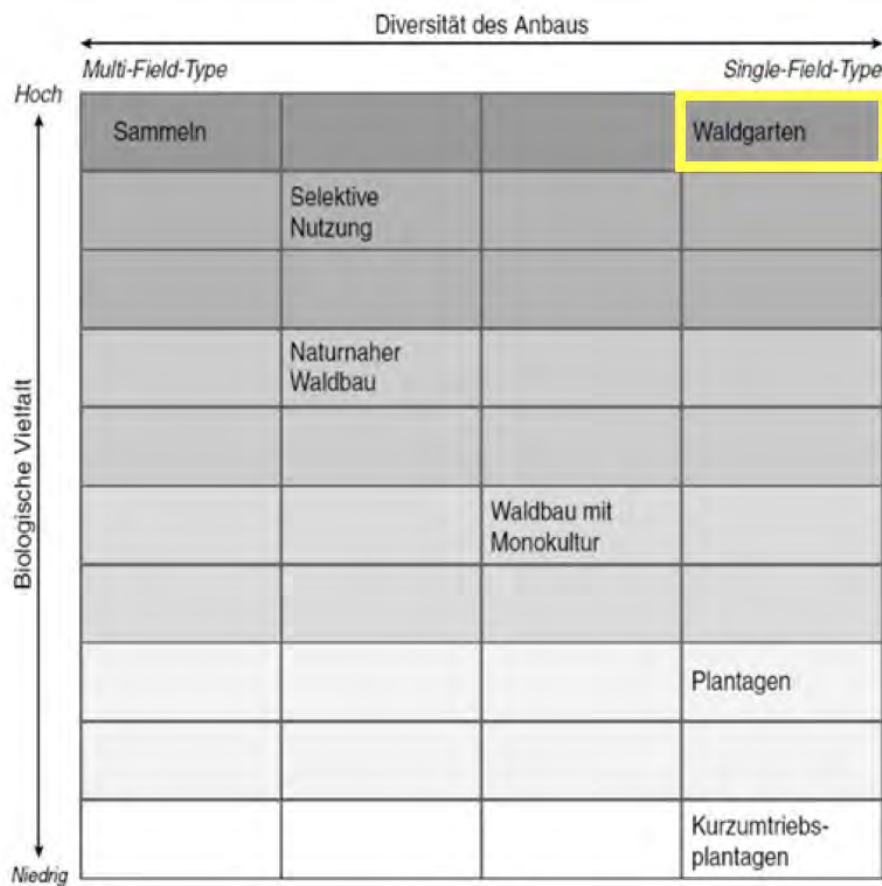 Diversität des Anbaus
Multi-Field-Type
Single-Field-Type
Hoch
Sammeln
Waldgarten
Selektive
Nutzung
Naturnaher
Waldbau
Biologische Vielfalt
Waldbau mit
Monokultur
Plantagen
Kurzumtriebs-
plantagen
Niedrig